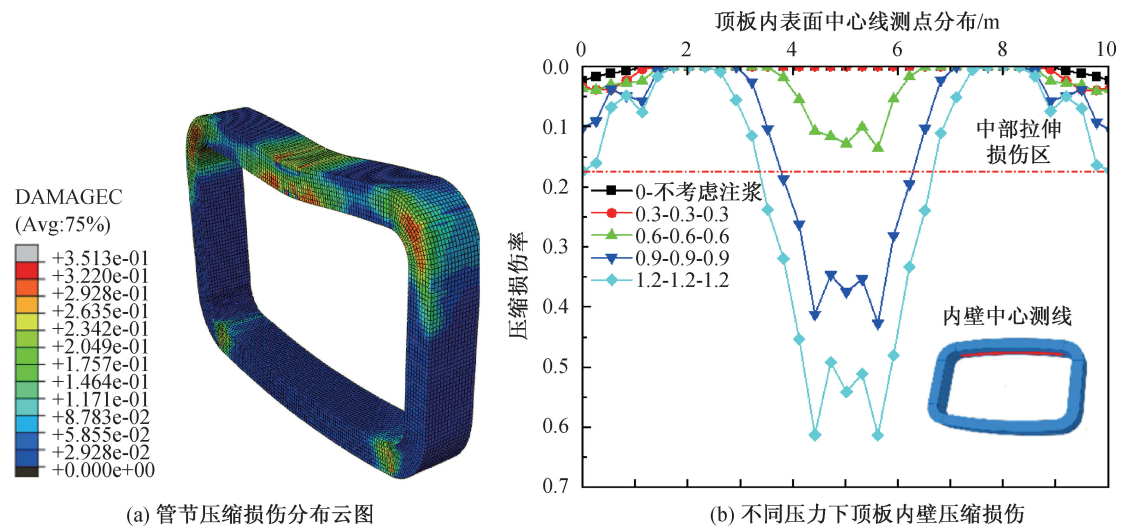 DAMAGEC
(Avg:75%)
+3.513e-01
+3.220e-01
+2.928e-01
+2.635e-01
+2.342e-01
+2.049e-01
+1.757e-01
+1.464e-01
+1.171e-01
+8.783e-02
+5.855e-02
+2.928e-02
+0.000e+00
(a) 管节压缩损伤分布云图
顶板内表面中心线测点分布/m
0 2 4 6 8 10
0.0
0.1
0.2
0.3
0.4
0.5
0.6
0.7
压缩损伤率
中部拉伸
损伤区
0-不考虑注浆
0.3-0.3-0.3
0.6-0.6-0.6
0.9-0.9-0.9
1.2-1.2-1.2
内壁中心测线
(b) 不同压力下顶板内壁压缩损伤